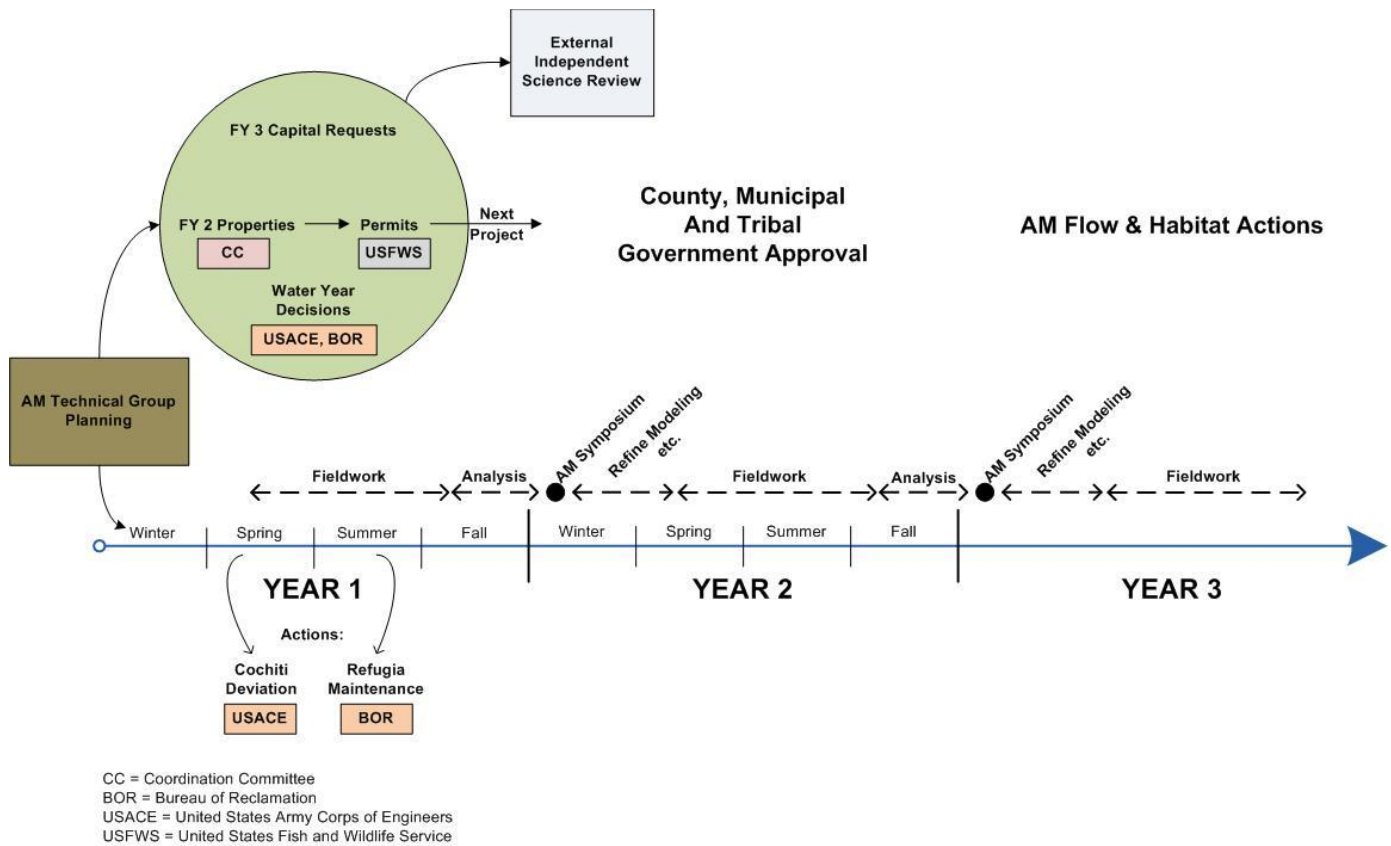 External
Independent
Science Review
FY 3 Capital Requests
FY 2 Properties
Permits
Next
Project
CC
USFWS
Water Year
Decisions
USACE, BOR
County, Municipal
And Tribal
Government Approval
AM Flow & Habitat Actions
AM Technical Group
Planning
Fieldwork
Analysis
AM Symposium
Refine Modeling
etc.
Fieldwork
Analysis
AM Symposium
Refine Modeling
etc.
Fieldwork
Winter
Spring
Summer
Fall
Winter
Spring
Summer
Fall
YEAR 1
YEAR 2
YEAR 3
Actions:
Cochiti
Deviation
USACE
Refugia
Maintenance
BOR
CC = Coordination Committee
BOR = Bureau of Reclamation
USACE = United States Army Corps of Engineers
USFWS = United States Fish and Wildlife Service